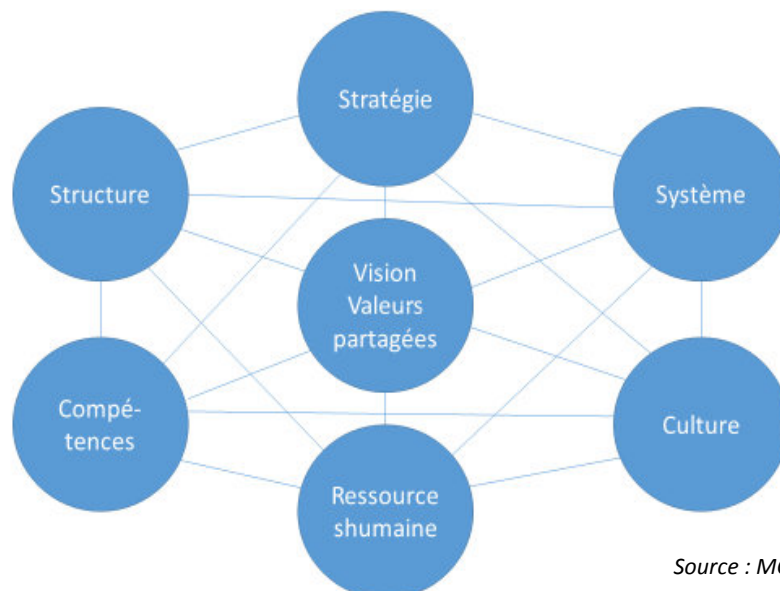 Stratégie
Structure
Système
Vision
Valeurs
partagées
Compé-
tences
Culture
Ressource
shumaine
Source :